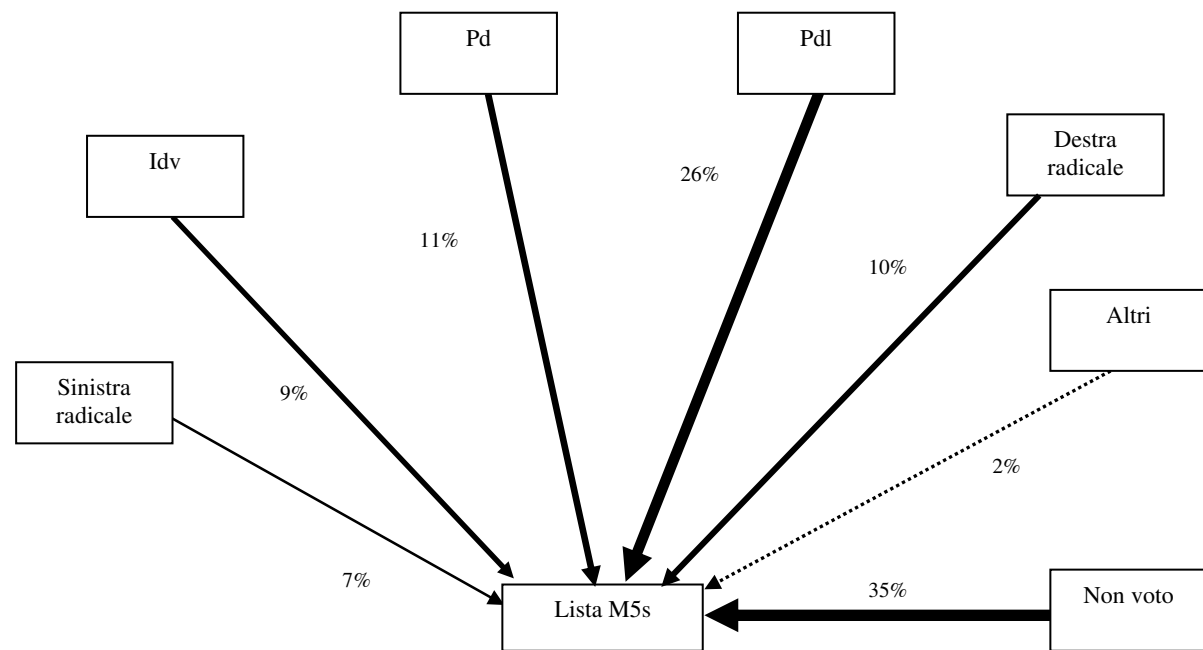 Pd
Pdl
Destra
radicale
Idv
26%
11%
10%
Altri
Sinistra
radicale
9%
2%
7%
35%
Lista M5s
Non voto